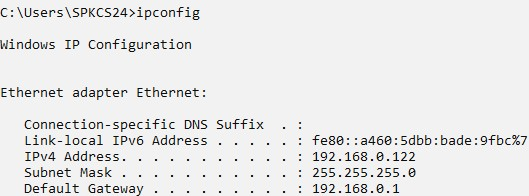 C:\Users\SPKCS24>ipconfig
Windows IP Configuration
Ethernet adapter Ethernet:
Connection-specific DNS Suffix  . :
Link-local IPv6 Address . . . . . : fe80::a460:5dbb:bade:9fbc%7
IPv4 Address. . . . . . . . . . . : 192.168.0.122
Subnet Mask . . . . . . . . . . . : 255.255.255.0
Default Gateway . . . . . . . . . : 192.168.0.1